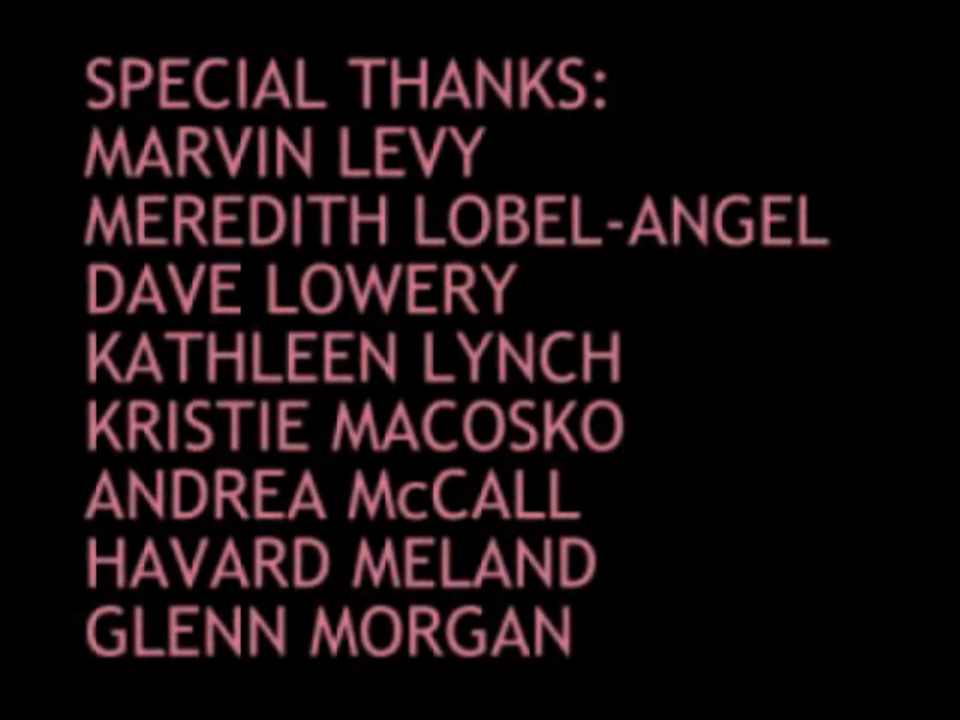 SPECIAL THANKS:
MARVIN LEVY
MEREDITH LOBEL-ANGEL
DAVE LOWERY
KATHLEEN LYNCH
KRISTIE MACOSKO
ANDREA McCALL
HAVARD MELAND
GLENN MORGAN